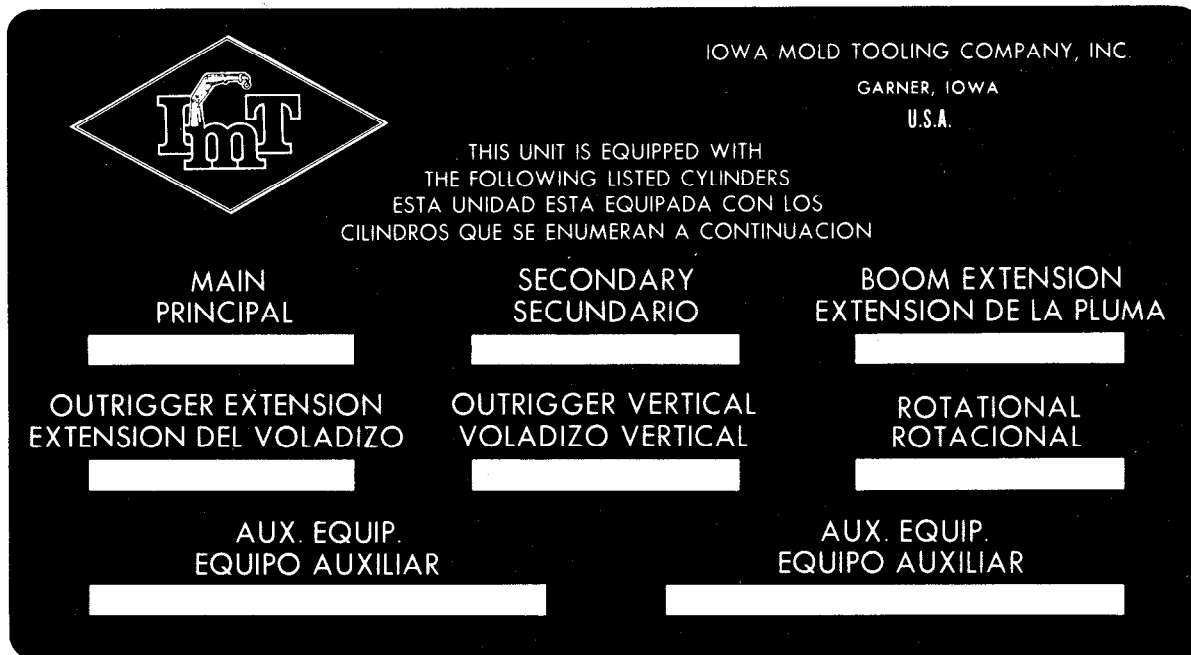 IMT
IOWA MOLD TOOLING COMPANY, INC.
GARNER, IOWA
U.S.A.
THIS UNIT IS EQUIPPED WITH
THE FOLLOWING LISTED CYLINDERS
ESTA UNIDAD ESTA EQUIPADA CON LOS
CILINDROS QUE SE ENUMERAN A CONTINUACION
MAIN
PRINCIPAL
SECONDARY
SECUNDARIO
BOOM EXTENSION
EXTENSION DE LA PLUMA
OUTRIGGER EXTENSION
EXTENSION DEL VOLADIZO
OUTRIGGER VERTICAL
VOLADIZO VERTICAL
ROTATIONAL
ROTACIONAL
AUX. EQUIP.
EQUIPO AUXILIAR
AUX. EQUIP.
EQUIPO AUXILIAR